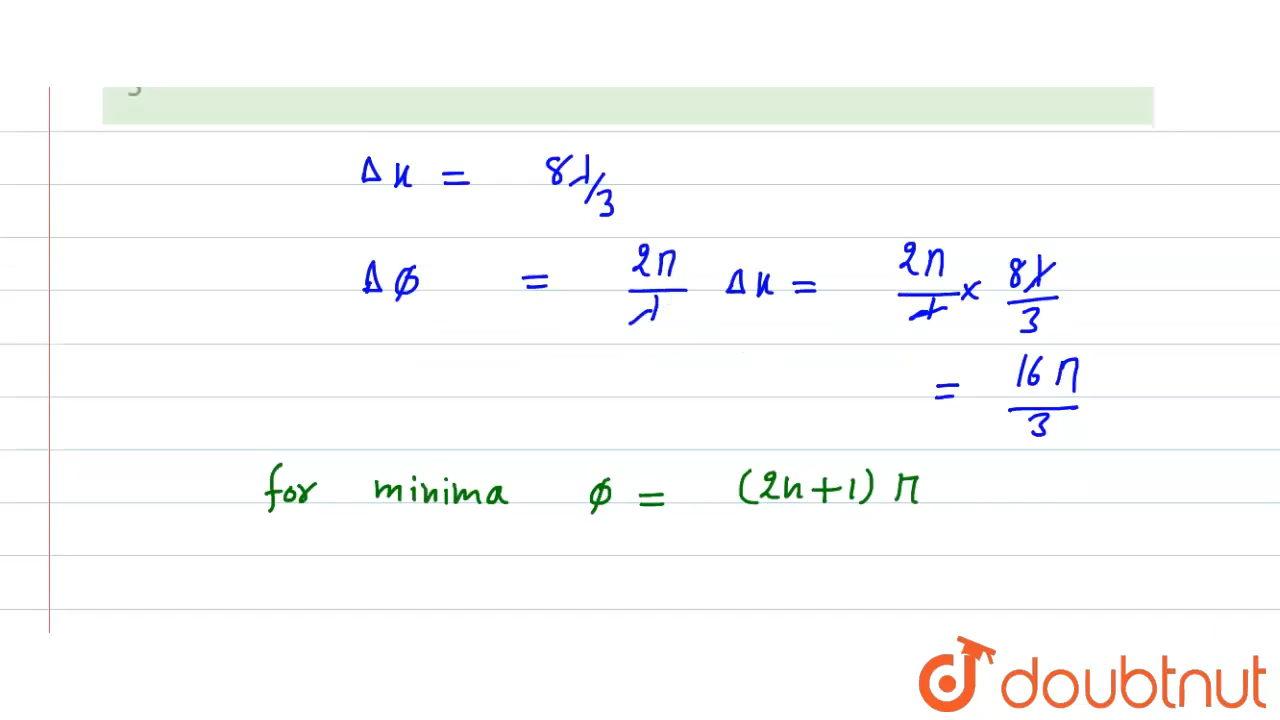 Δx = 8λ/3
Δφ = 2π/λ Δx = 2π/λ × 8λ/3
= 16π/3
for minima φ = (2n+1) π
doubtnut